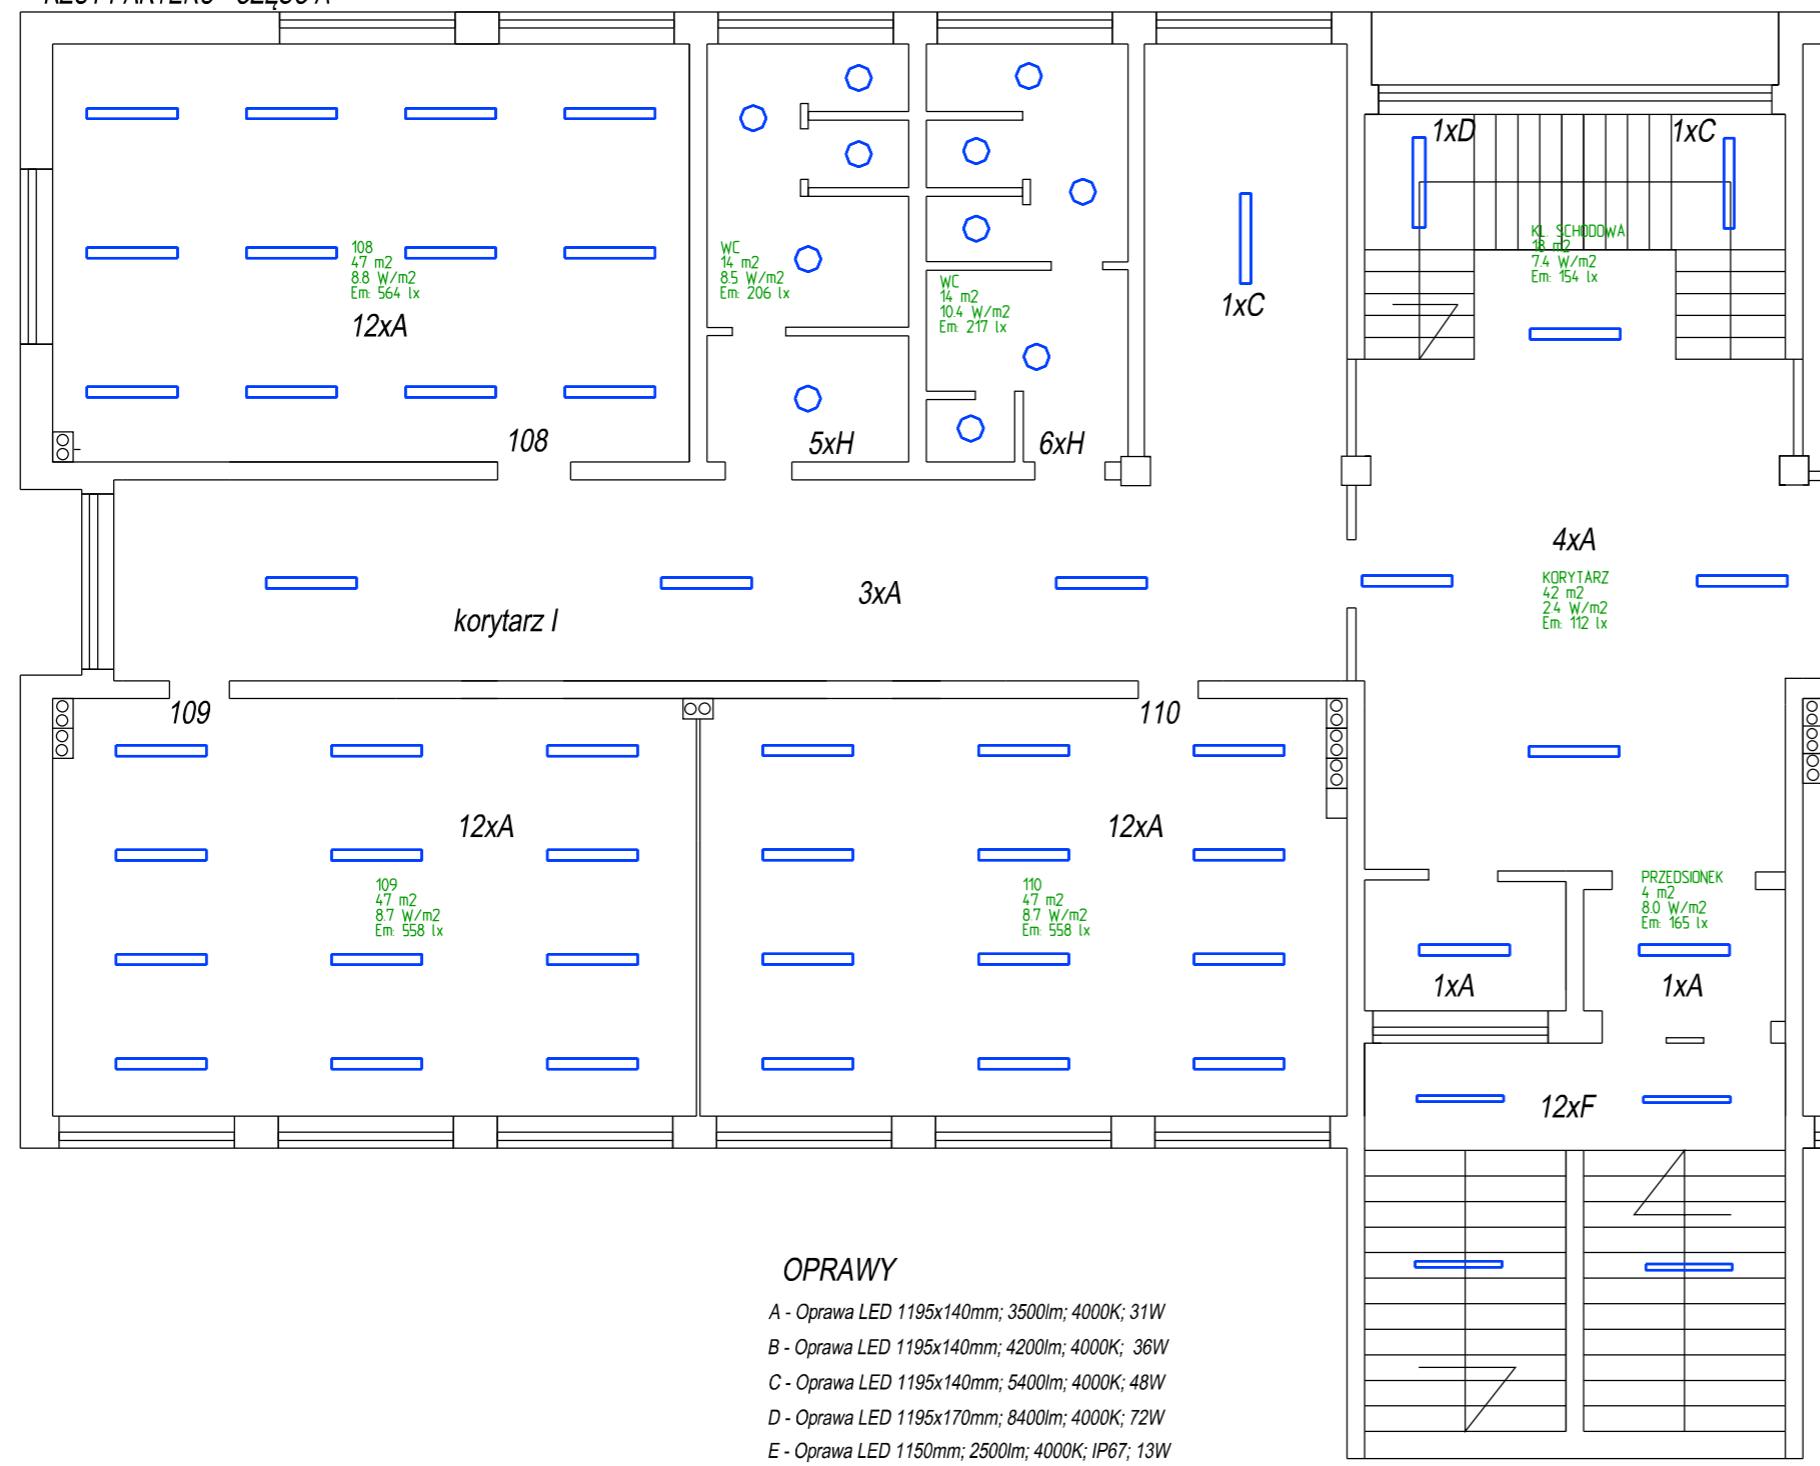 1xD
1xC
108
47 m2
8.8 W/m2
Em: 564 lx
12xA
WC
14 m2
8.5 W/m2
Em: 206 lx
WC
14 m2
10.4 W/m2
Em: 217 lx
1xC
KL. SCHODOWA
18 m2
7.4 W/m2
Em: 154 lx
108
5xH
6xH
4xA
KORYTARZ
42 m2
2.4 W/m2
Em: 112 lx
3xA
korytarz I
109
110
12xA
12xA
109
47 m2
8.7 W/m2
Em: 558 lx
110
47 m2
8.7 W/m2
Em: 558 lx
PRZEDSIONEK
4 m2
8.0 W/m2
Em: 165 lx
1xA
1xA
12xF
OPRAWY
A - Oprawa LED 1195x140mm; 3500lm; 4000K; 31W
B - Oprawa LED 1195x140mm; 4200lm; 4000K; 36W
C - Oprawa LED 1195x140mm; 5400lm; 4000K; 48W
D - Oprawa LED 1195x170mm; 8400lm; 4000K; 72W
E - Oprawa LED 1150mm; 2500lm; 4000K; IP67; 13W